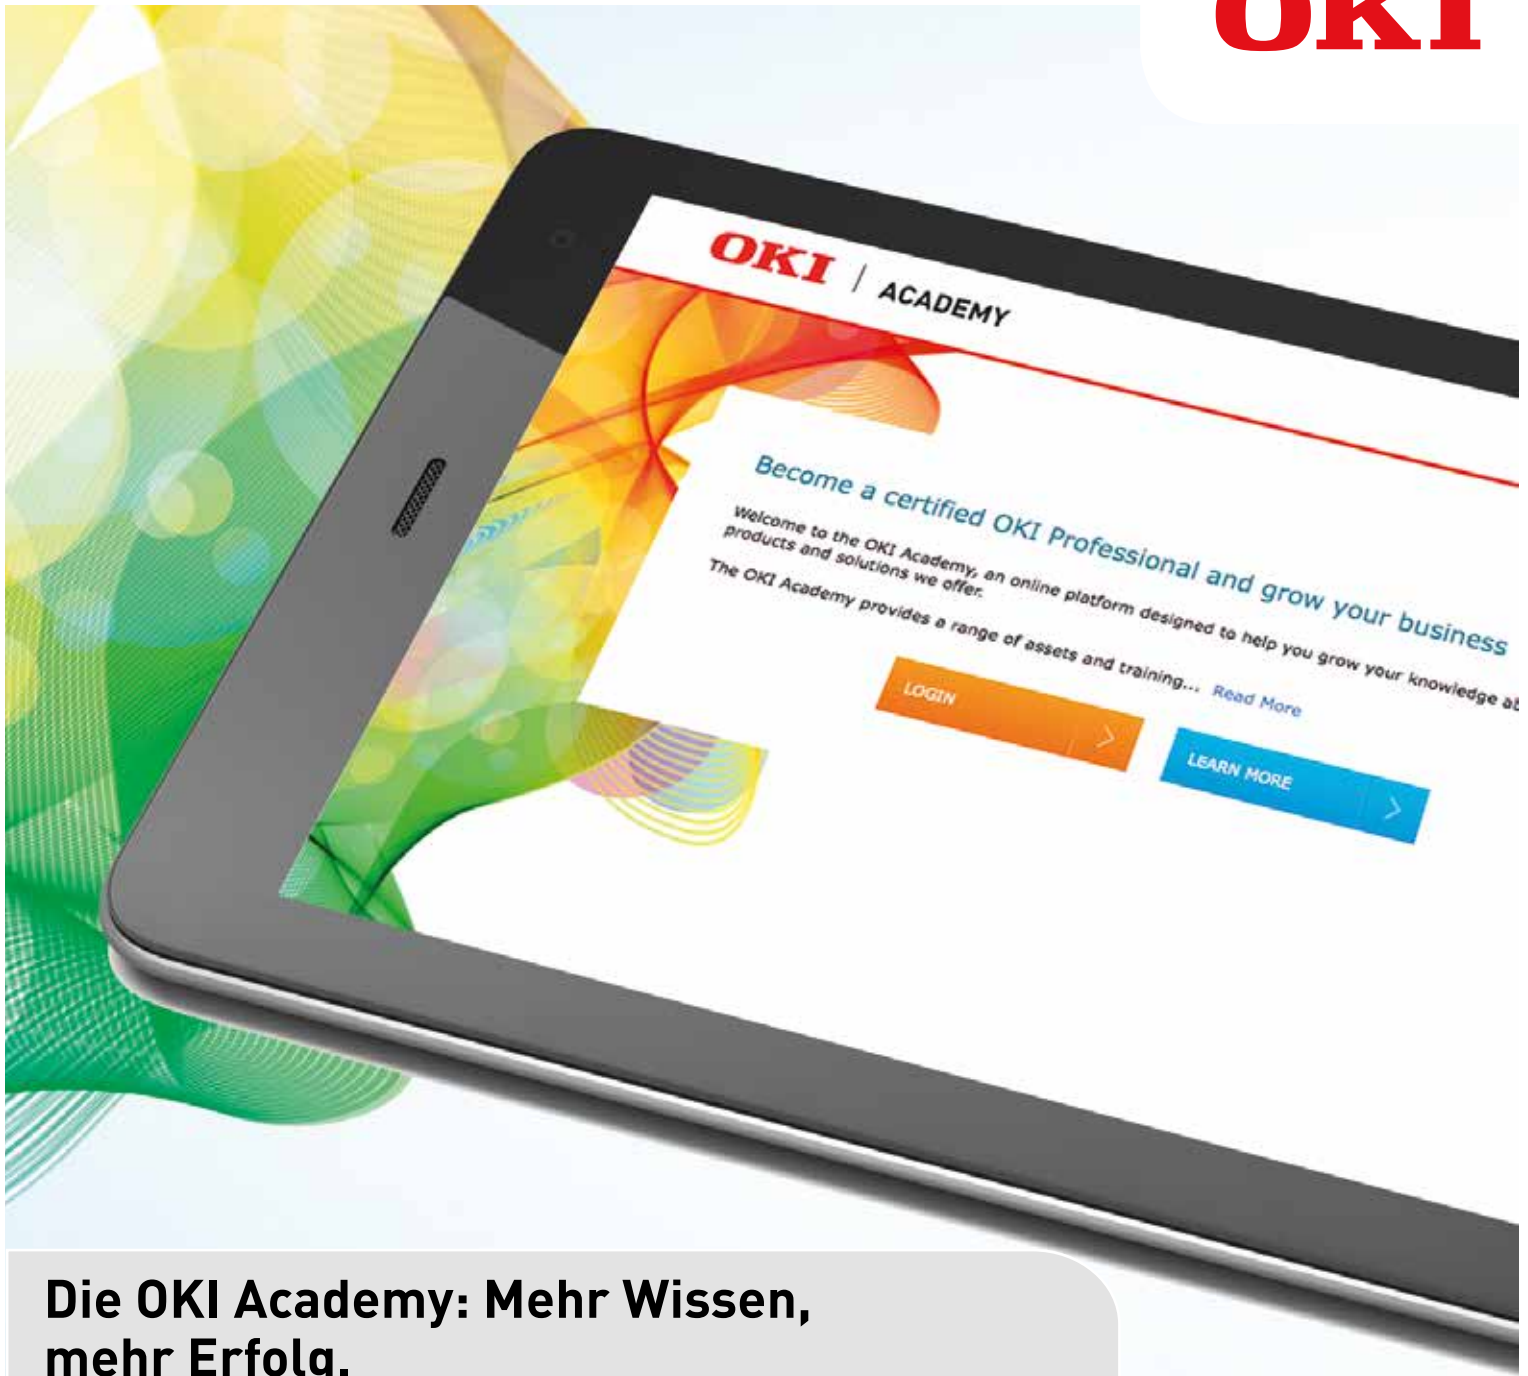 OKI
OKI | ACADEMY
Become a certified OKI Professional and grow your business
Welcome to the OKI Academy, an online platform designed to help you grow your knowledge
products and solutions we offer.
The OKI Academy provides a range of assets and training... Read More
LOGIN
LEARN MORE
Die OKI Academy: Mehr Wissen,
mehr Erfolg.